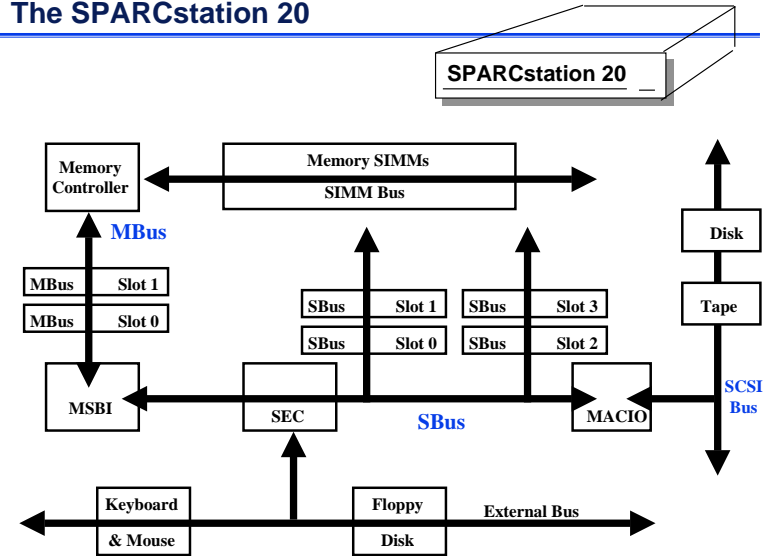 The SPARCstation 20
SPARCstation 20
Memory
Controller
Memory SIMMs
SIMM Bus
MBus
Disk
MBus Slot 1
SBus Slot 1
SBus Slot 3
Tape
MBus Slot 0
SBus Slot 0
SBus Slot 2
MSBI
SEC
SBus
MACIO
SCSI
Bus
Keyboard
& Mouse
Floppy
Disk
External Bus